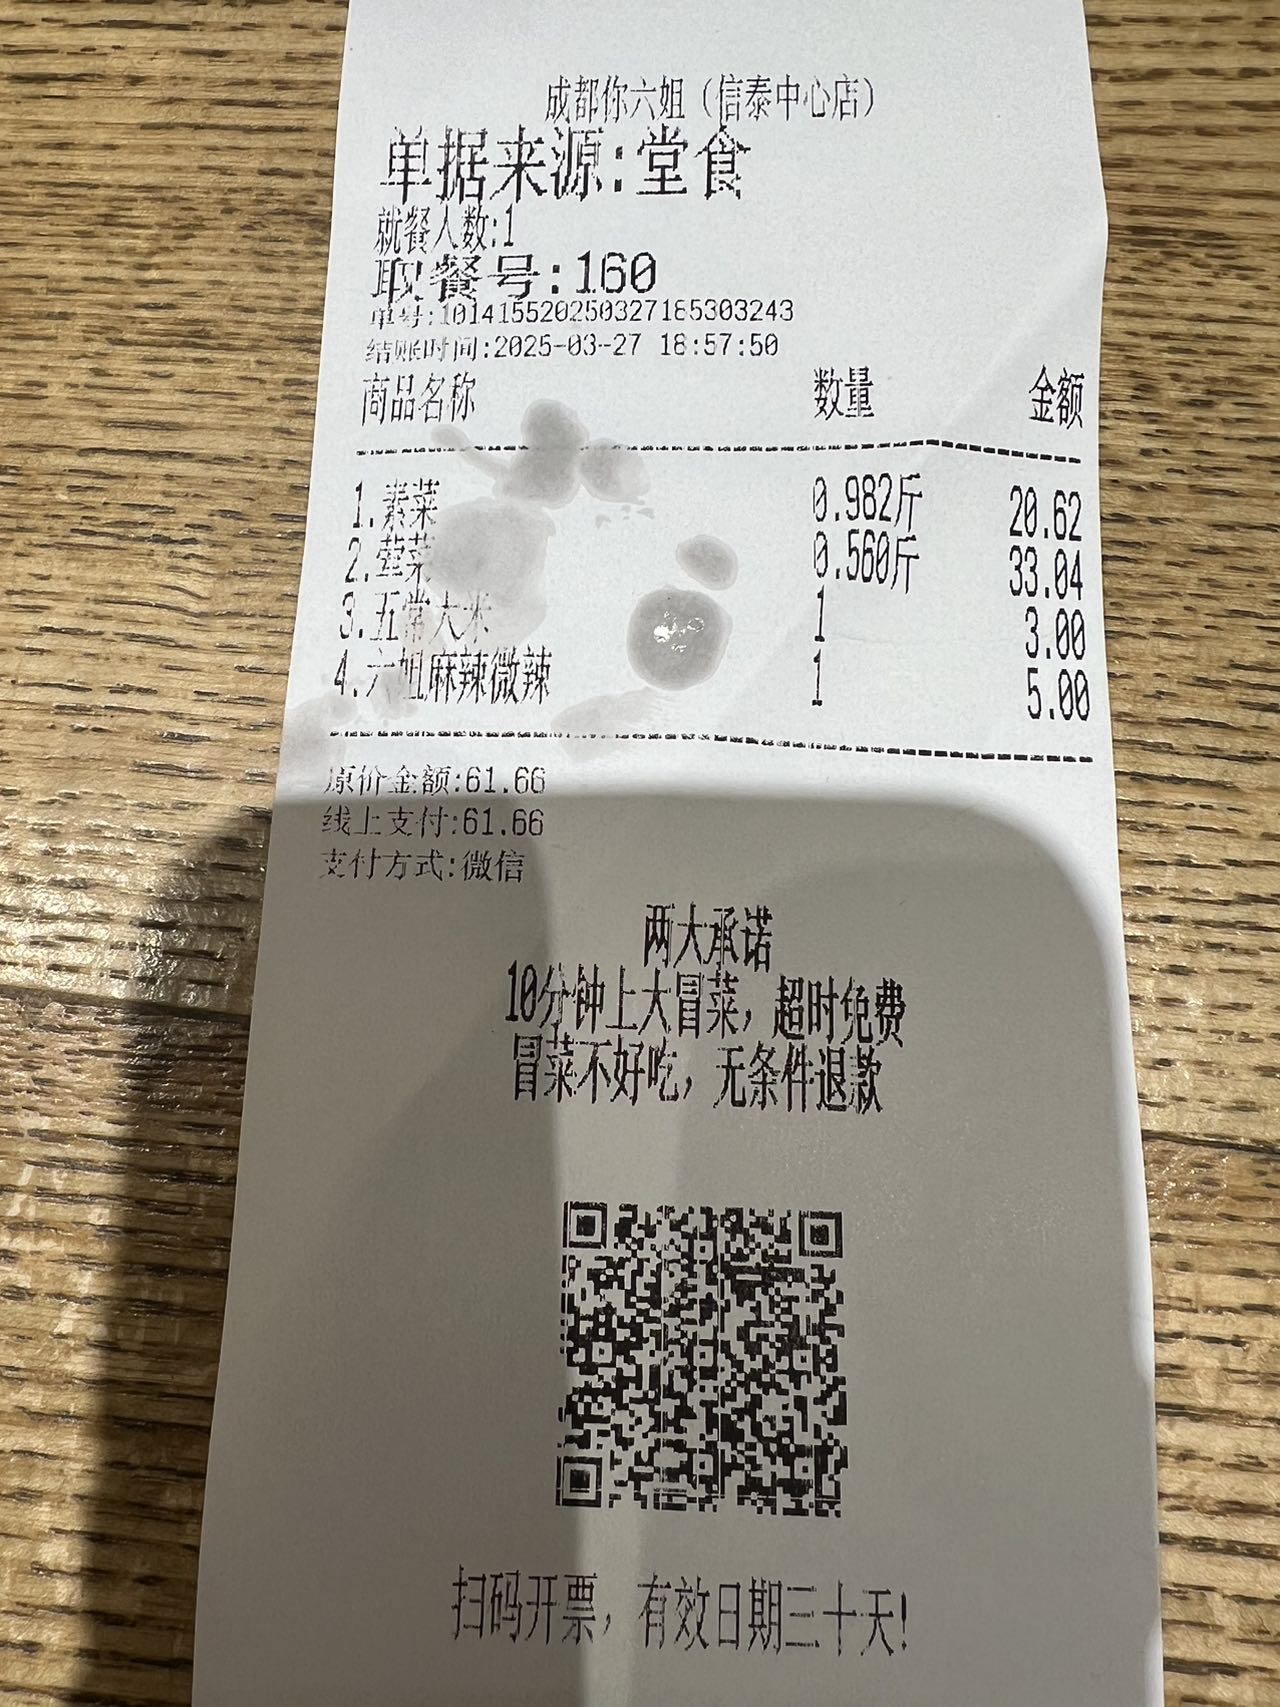 成都你六姐（信泰中心店）
单据来源:堂食
就餐人数:1
取餐号:160
单号:10141552025032718530­3243
结账时间:2025-03-27 18:57:50
商品名称 数量 金额
1.素菜 0.982斤 20.62
2.荤菜 0.560斤 33.04
3.五常大米 1 3.00
4.六姐麻辣微辣 1 5.00
原价金额:61.66
线上支付:61.66
支付方式:微信
两大承诺
10分钟上大冒菜，超时免费
冒菜不好吃，无条件退款
扫码开票，有效日期三十天!